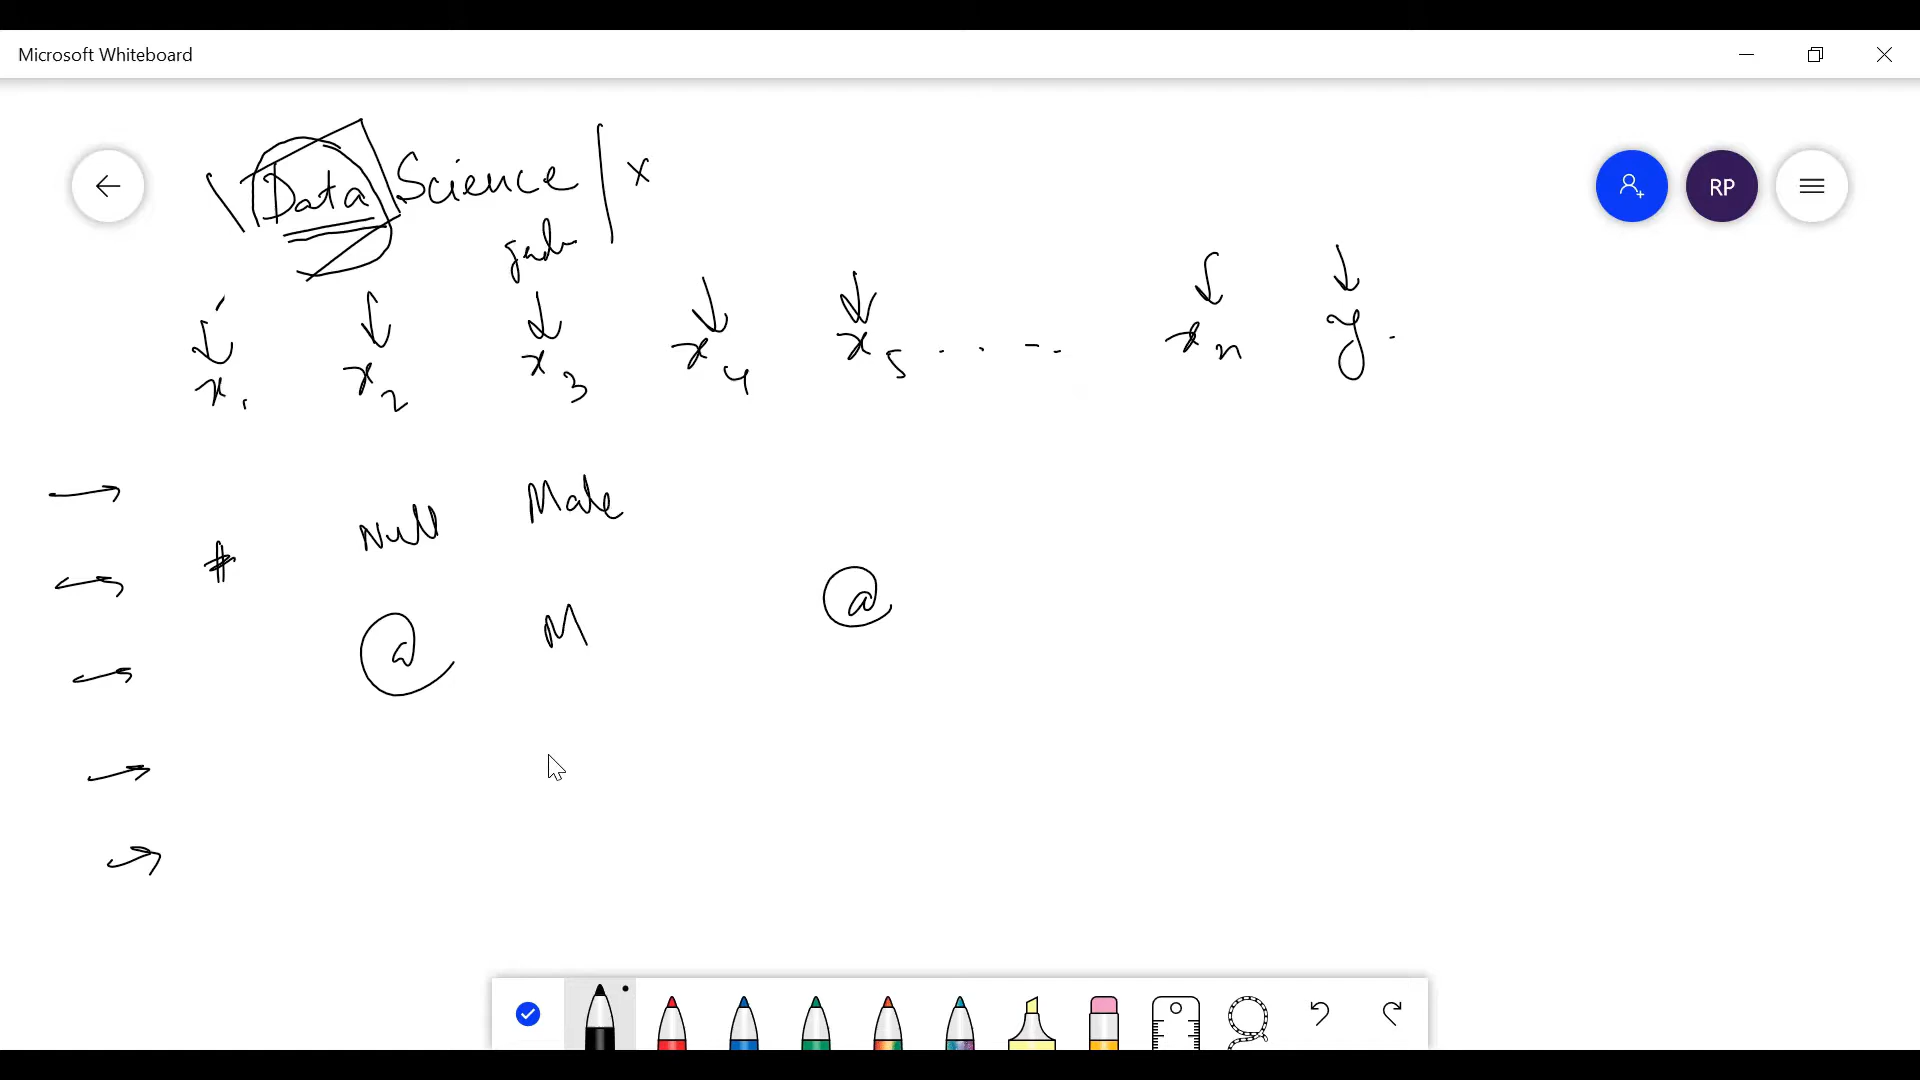 Microsoft Whiteboard
Data Science | x
RP
x1 x2 x3 x4 x5 .... xn y.
Null Male
#
@ M @